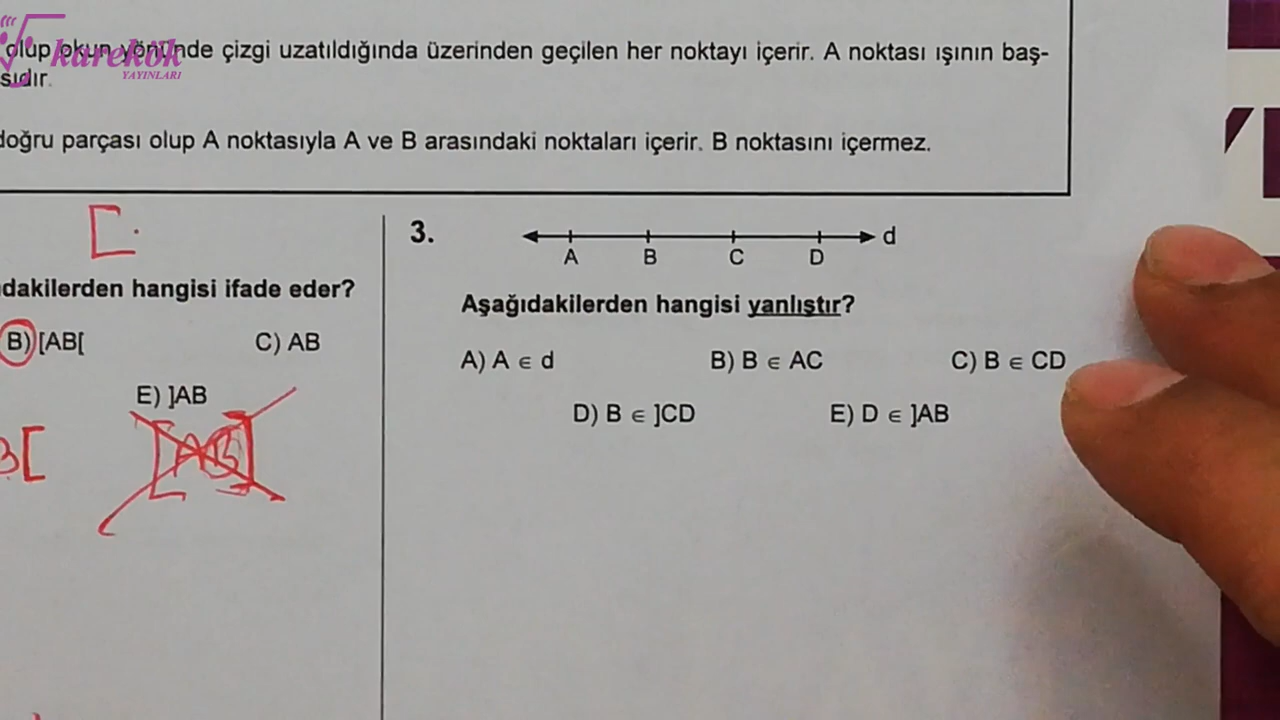 olup okun yönünde çizgi uzatıldığında üzerinden geçilen her noktayı içerir. A noktası ışının baş-
sıdır.
karekök
YAYINLARI
doğru parçası olup A noktasıyla A ve B arasındaki noktaları içerir. B noktasını içermez.
[.
dakilerden hangisi ifade eder?
B) [AB[ C) AB
E) ]AB
B[ [AB]
3.
d
A B C D
Aşağıdakilerden hangisi yanlıştır?
A) A ∈ d B) B ∈ AC C) B ∈ CD
D) B ∈ ]CD E) D ∈ ]AB